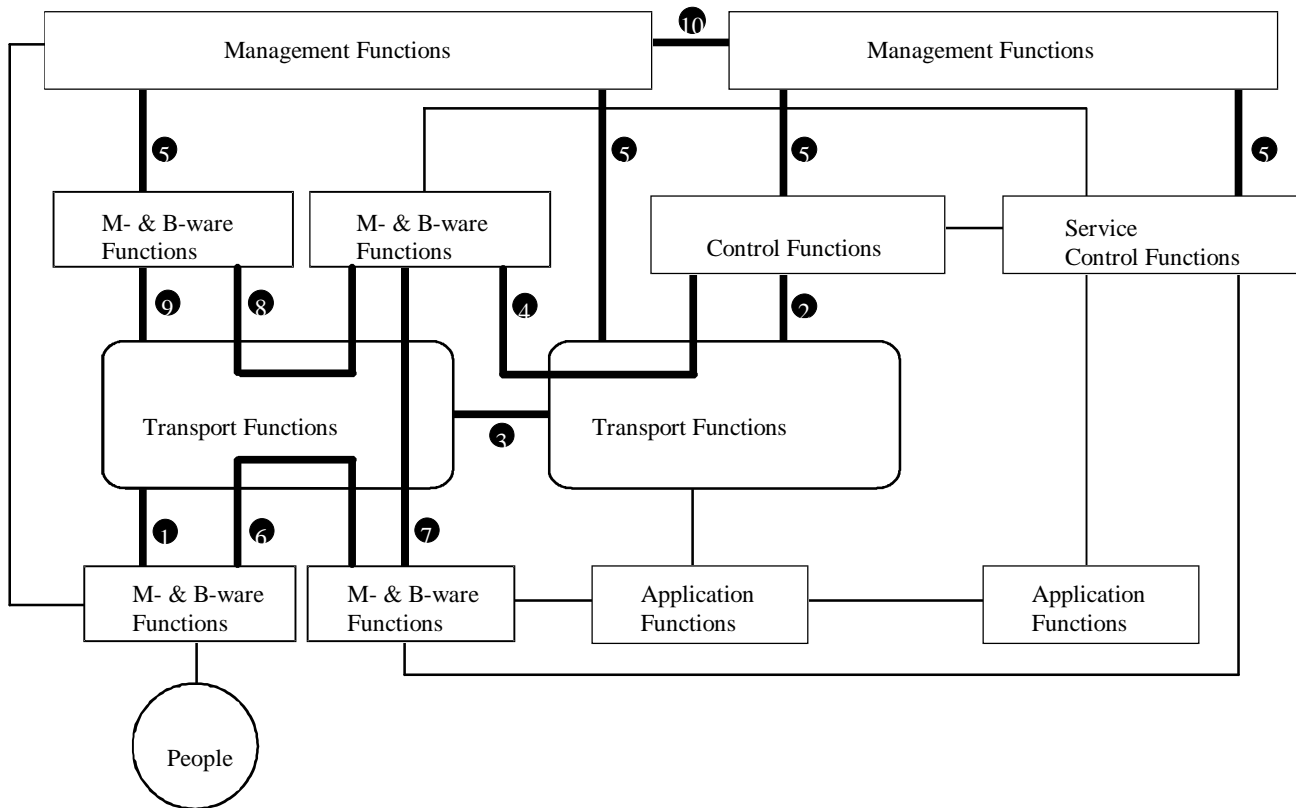 10
Management Functions
Management Functions
5
5
5
5
M- & B-ware
Functions
M- & B-ware
Functions
Control Functions
Service
Control Functions
9
8
4
2
Transport Functions
3
Transport Functions
1
6
7
M- & B-ware
Functions
M- & B-ware
Functions
Application
Functions
Application
Functions
People